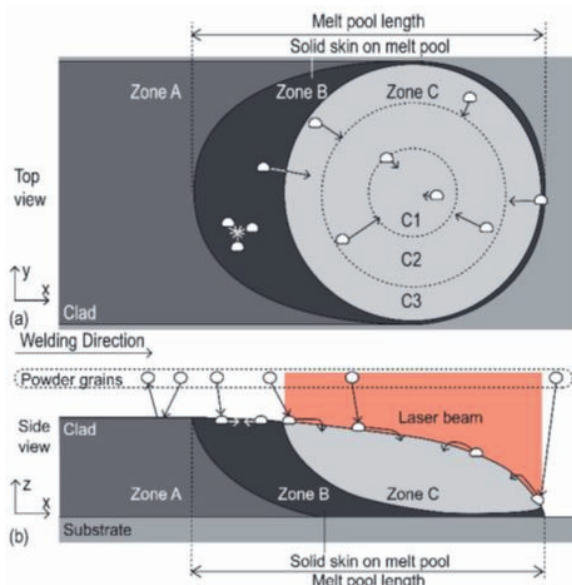 Melt pool length
Solid skin on melt pool
Zone A
Zone B
Zone C
Top
view
C1
C2
C3
y
x
(a)
Clad
Welding Direction
Powder grains
Side
view
Clad
Laser beam
z
x
Zone A
Zone B
Zone C
(b)
Substrate
Solid skin on melt pool
Melt pool length